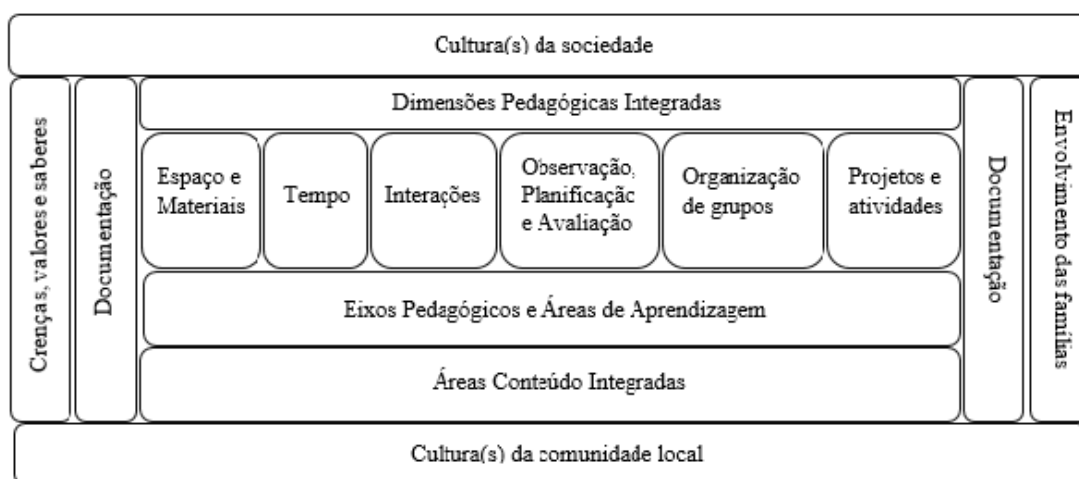 Cultura(s) da sociedade
Crenças, valores e saberes
Documentação
Dimensões Pedagógicas Integradas
Espaço e
Materiais
Tempo
Interações
Observação,
Planificação
e Avaliação
Organização
de grupos
Projetos e
atividades
Eixos Pedagógicos e Áreas de Aprendizagem
Áreas Conteúdo Integradas
Documentação
Envolvimento das famílias
Cultura(s) da comunidade local